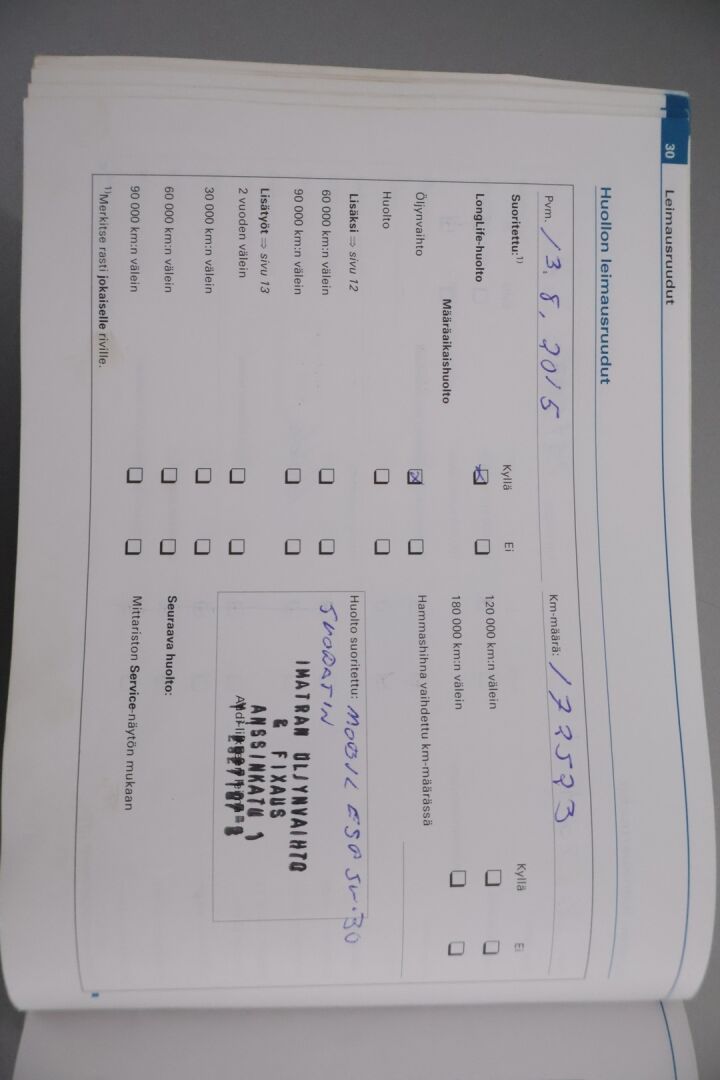 30
Leimausruudut
Huollon leimausruudut
Pvm. 13.8.2015
Km-määrä: 172573
Suoritettu:¹⁾
Kyllä Ei
LongLife-huolto
Määräaikaishuolto
Öljynvaihto
Huolto
Lisäksi ⇒ sivu 12
60 000 km:n välein
90 000 km:n välein
Lisätyöt ⇒ sivu 13
2 vuoden välein
30 000 km:n välein
60 000 km:n välein
90 000 km:n välein
¹⁾Merkitse rasti jokaiselle riville.
Kyllä Ei
120 000 km:n välein
180 000 km:n välein
Hammashihna vaihdettu km-määrässä
Huolto suoritettu: MOBIL ESP 5W-30
SUODATIN
IMATRAN ÖLJYNVAIHTO
& FIXAUS
ANSSINKATU 1
Seuraava huolto:
Mittariston Service-näytön mukaan